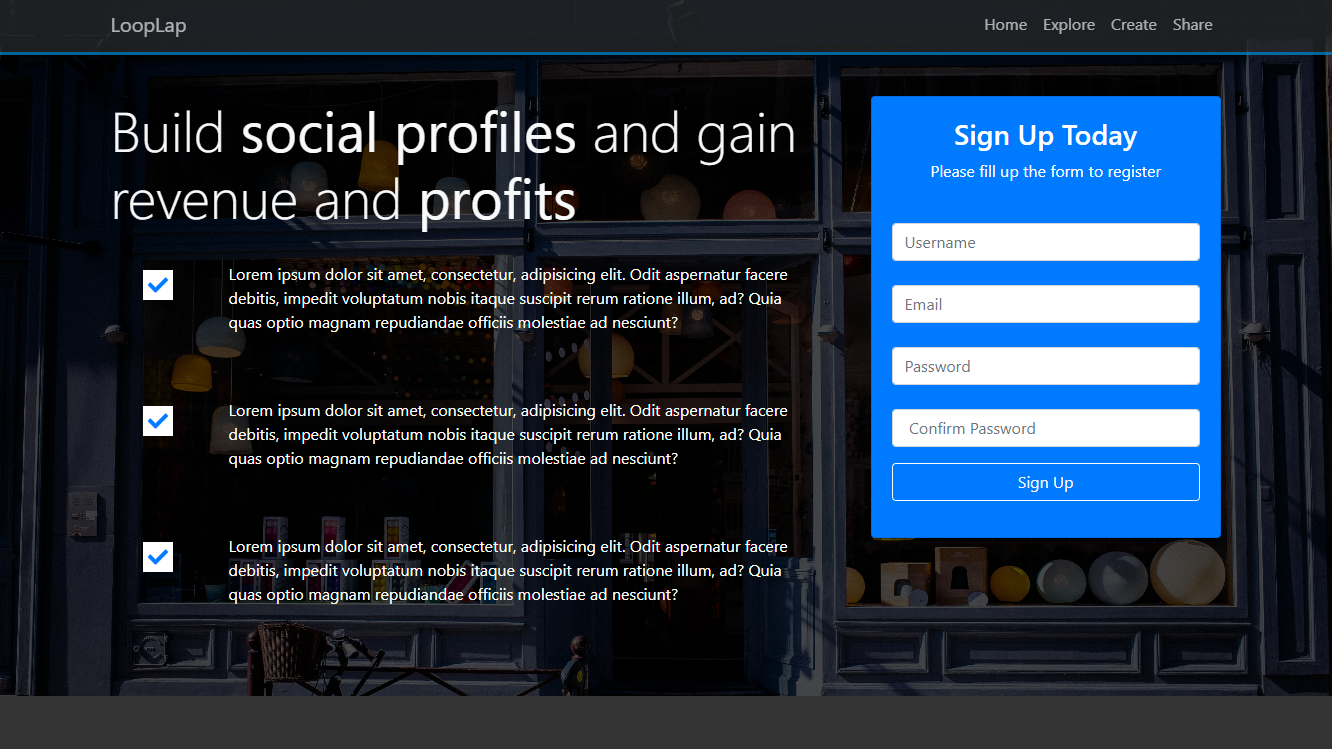 LoopLap
Home Explore Create Share
Build social profiles and gain
revenue and profits
Lorem ipsum dolor sit amet, consectetur, adipisicing elit. Odit aspernatur facere
debitis, impedit voluptatum nobis itaque suscipit rerum ratione illum, ad? Quia
quas optio magnam repudiandae officiis molestiae ad nesciunt?
Lorem ipsum dolor sit amet, consectetur, adipisicing elit. Odit aspernatur facere
debitis, impedit voluptatum nobis itaque suscipit rerum ratione illum, ad? Quia
quas optio magnam repudiandae officiis molestiae ad nesciunt?
Lorem ipsum dolor sit amet, consectetur, adipisicing elit. Odit aspernatur facere
debitis, impedit voluptatum nobis itaque suscipit rerum ratione illum, ad? Quia
quas optio magnam repudiandae officiis molestiae ad nesciunt?
Sign Up Today
Please fill up the form to register
Username
Email
Password
Confirm Password
Sign Up